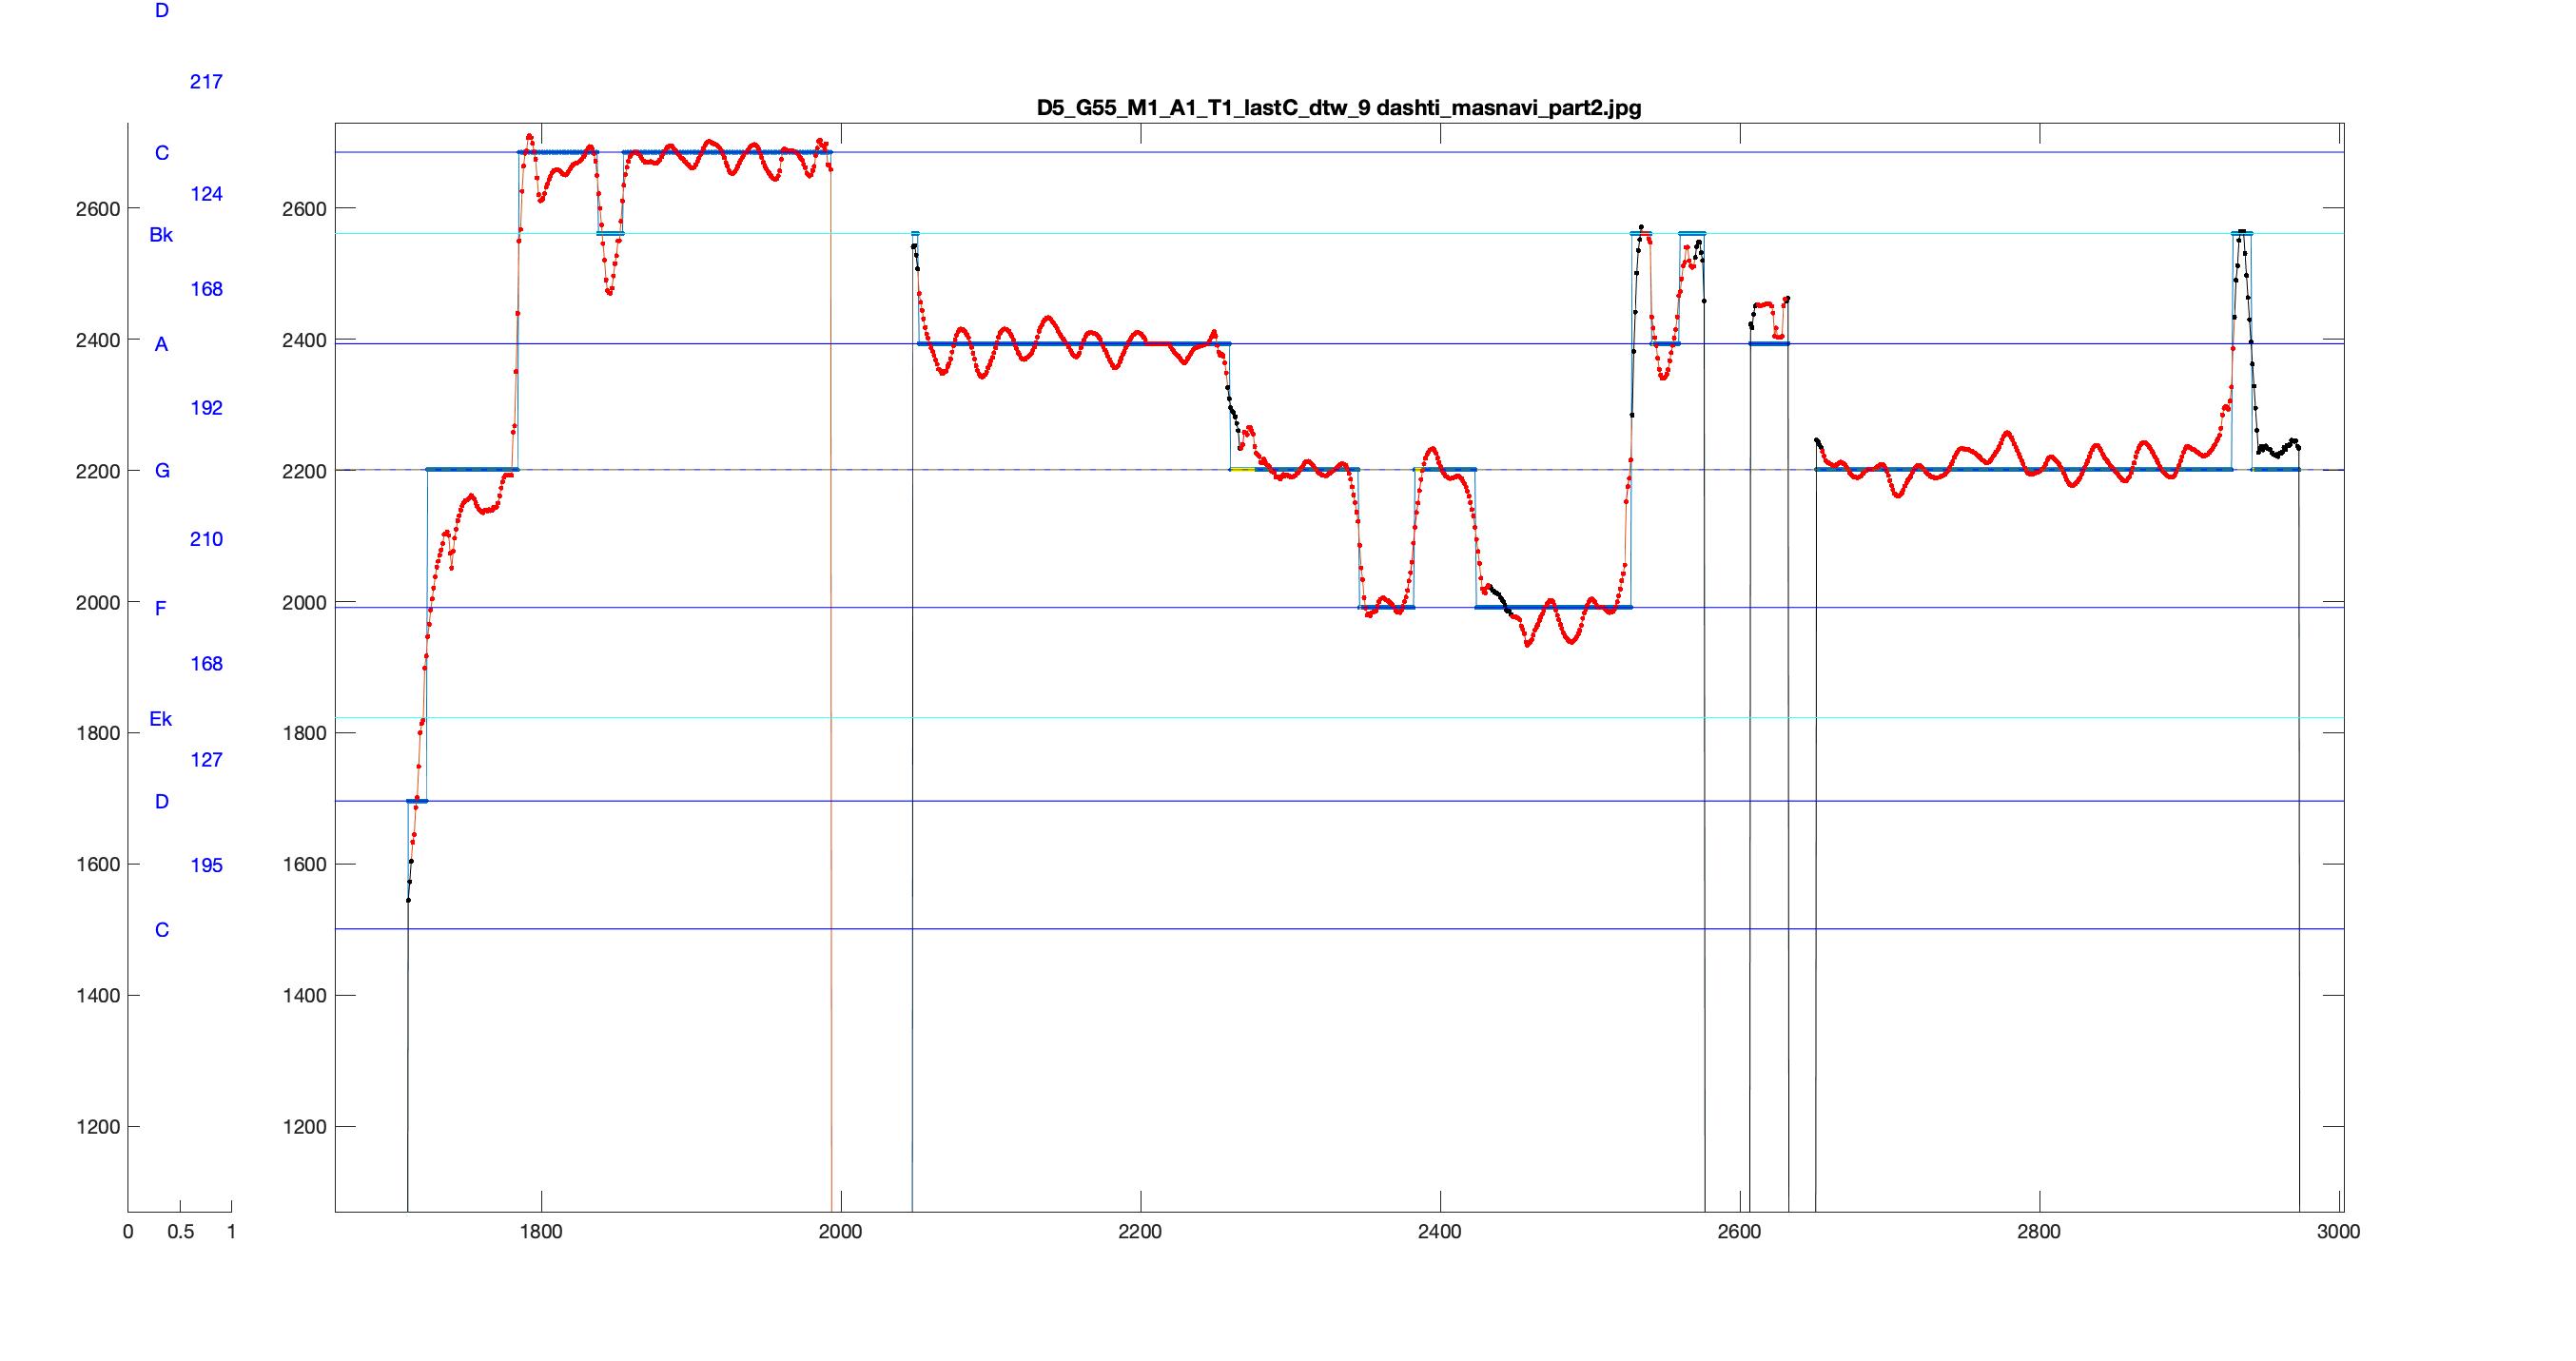 D
217
D5_G55_M1_A1_T1_lastC_dtw_9 dashti_masnavi_part2.jpg
C
124
2600 2600
Bk
168
2400 A 2400
192
2200 G 2200
210
2000 F 2000
168
Ek
1800 1800
127
D
1600 195 1600
C
1400 1400
1200 1200
0 0.5 1 1800 2000 2200 2400 2600 2800 3000